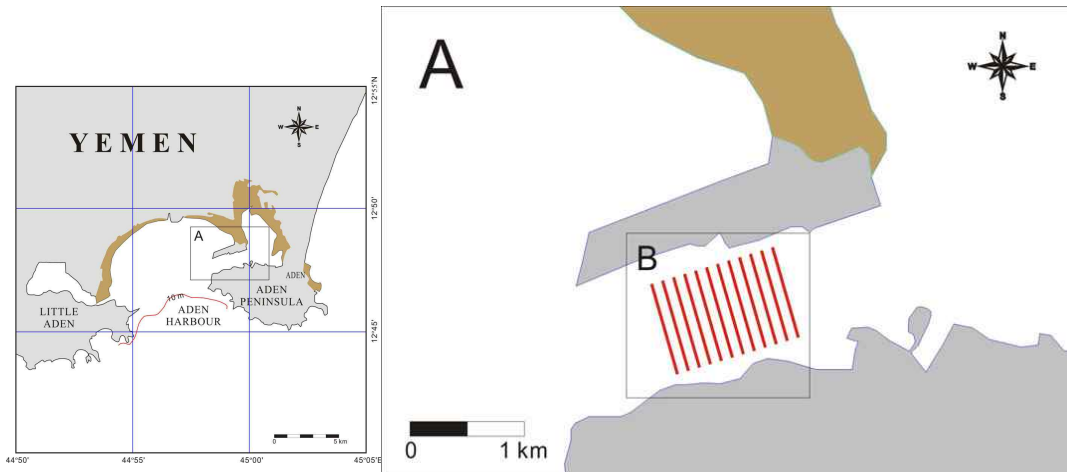 N
W E
S
YEMEN
12°55'N
12°50'
12°45'
A
LITTLE
ADEN
10 m
ADEN
HARBOUR
ADEN
PENINSULA
ADEN
5 km
44°50'
44°55'
45°00'
45°05'E
A
N
W E
S
B
0 1 km